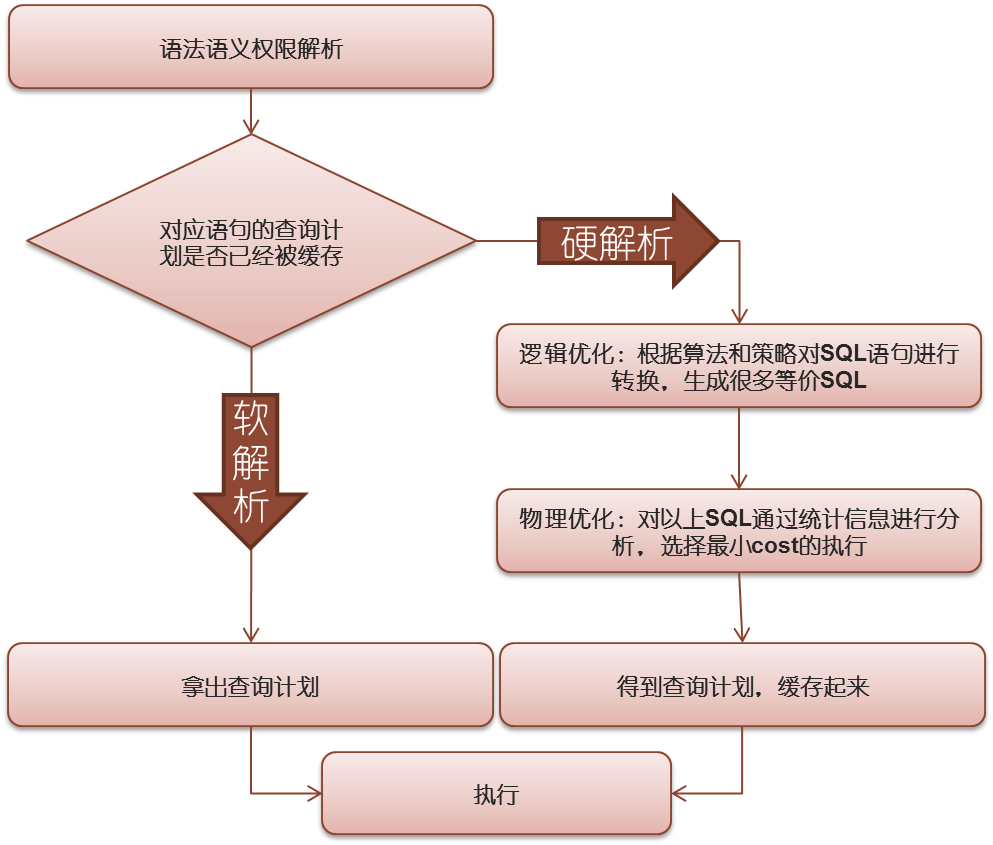 语法语义权限解析
对应语句的查询计
划是否已经被缓存
硬解析
逻辑优化：根据算法和策略对SQL语句进行
转换，生成很多等价SQL
软
解
析
物理优化：对以上SQL通过统计信息进行分
析，选择最小cost的执行
拿出查询计划
得到查询计划，缓存起来
执行